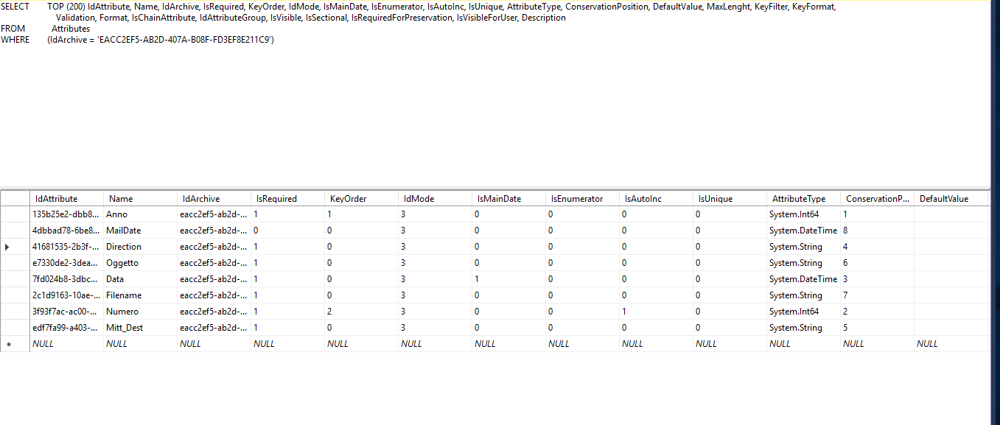 SELECT TOP (200) IdAttribute, Name, IdArchive, IsRequired, KeyOrder, IdMode, IsMainDate, IsEnumerator, IsAutoInc, IsUnique, AttributeType, ConservationPosition, DefaultValue, MaxLenght, KeyFilter, KeyFormat,
Validation, Format, IsChainAttribute, IdAttributeGroup, IsVisible, IsSectional, IsRequiredForPreservation, IsVisibleForUser, Description
FROM Attributes
WHERE (IdArchive = 'EACC2EF5-AB2D-407A-B08F-FD3EF8E211C9')
IdAttribute Name IdArchive IsRequired KeyOrder IdMode IsMainDate IsEnumerator IsAutoInc IsUnique AttributeType ConservationP... DefaultValue
135b25e2-dbb8... Anno eacc2ef5-ab2d-... 1 1 3 0 0 0 0 System.Int64 1
4dbbad78-6be8... MailDate eacc2ef5-ab2d-... 0 0 3 0 0 0 0 System.DateTime 8
41681535-2b3f-... Direction eacc2ef5-ab2d-... 1 0 3 0 0 0 0 System.String 4
e7330de2-3dea... Oggetto eacc2ef5-ab2d-... 1 0 3 0 0 0 0 System.String 6
7fd024b8-3dbc... Data eacc2ef5-ab2d-... 1 0 3 1 0 0 0 System.DateTime 3
2c1d9163-10ae-... Filename eacc2ef5-ab2d-... 1 0 3 0 0 0 0 System.String 7
3f93f7ac-ac00-... Numero eacc2ef5-ab2d-... 1 2 3 0 0 1 0 System.Int64 2
edf7fa99-a403-... Mitt_Dest eacc2ef5-ab2d-... 1 0 3 0 0 0 0 System.String 5
NULL NULL NULL NULL NULL NULL NULL NULL NULL NULL NULL NULL NULL